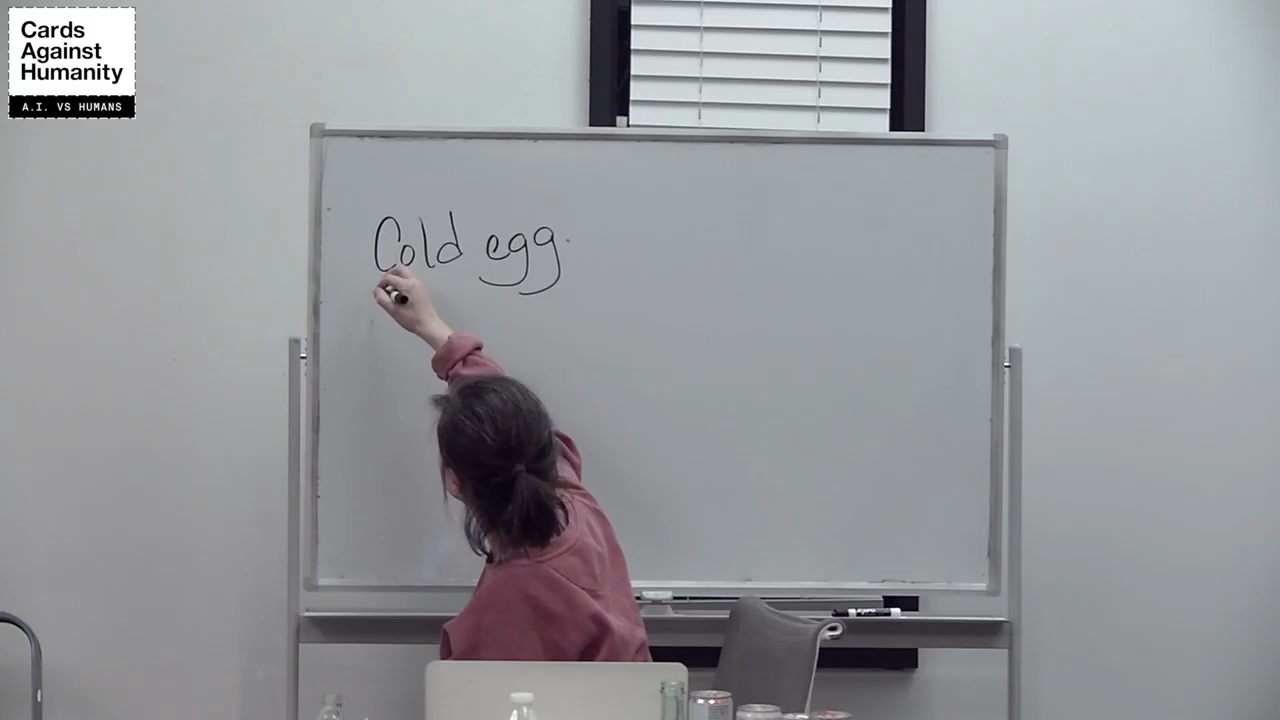 Cards
Against
Humanity
A.I. VS HUMANS
Cold egg.